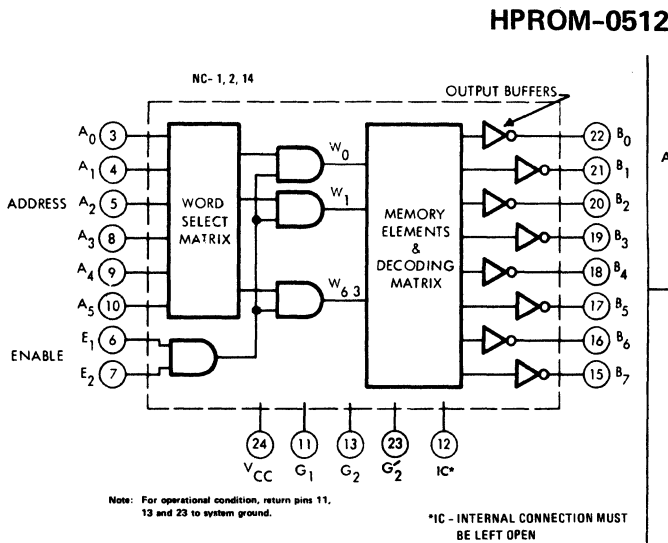 HPROM-0512
NC- 1, 2, 14
OUTPUT BUFFERS
A0 3
A1 4
ADDRESS A2 5
A3 8
A4 9
A5 10
ENABLE
E1 6
E2 7
WORD
SELECT
MATRIX
W0
W1
W63
MEMORY
ELEMENTS
&
DECODING
MATRIX
22 B0
21 B1
20 B2
19 B3
18 B4
17 B5
16 B6
15 B7
24 11 13 23 12
VCC G1 G2 G2' IC*
Note: For operational condition, return pins 11,
13 and 23 to system ground.
*IC - INTERNAL CONNECTION MUST
BE LEFT OPEN